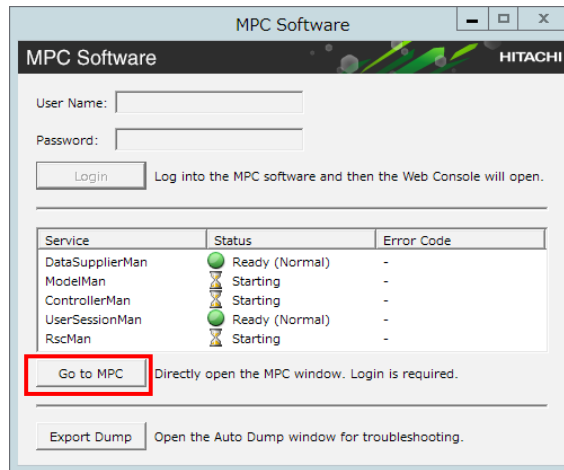 MPC Software
MPC Software HITACHI
User Name:
Password:
Login Log into the MPC software and then the Web Console will open.
Service Status Error Code
DataSupplierMan Ready (Normal) -
ModelMan Starting -
ControllerMan Starting -
UserSessionMan Ready (Normal) -
RscMan Starting -
Go to MPC Directly open the MPC window. Login is required.
Export Dump Open the Auto Dump window for troubleshooting.